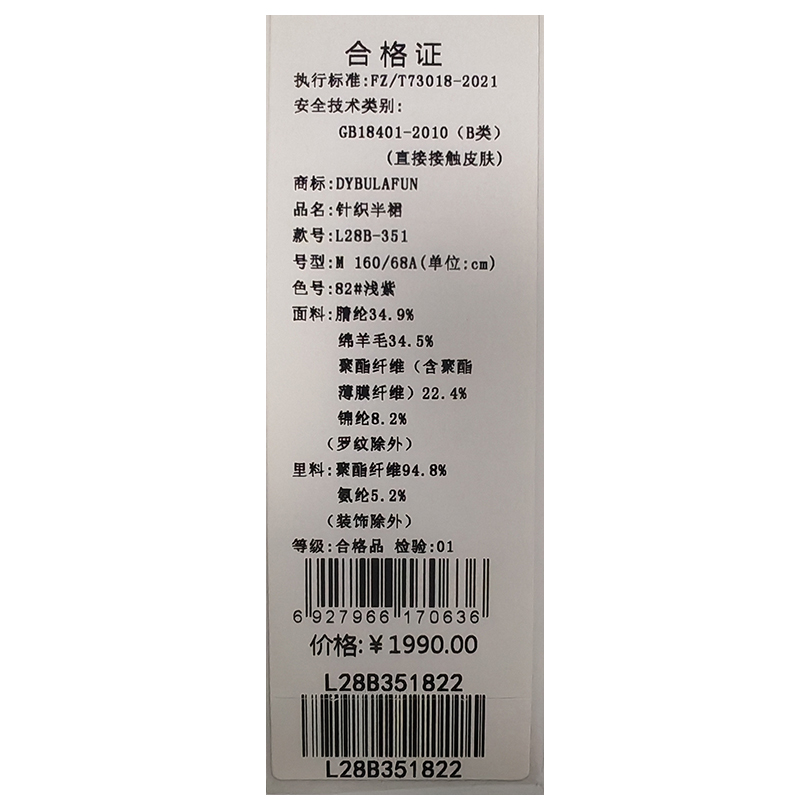 合格证
执行标准:FZ/T73018-2021
安全技术类别:
GB18401-2010（B类）
(直接接触皮肤)
商标:DYBULAFUN
品名:针织半裙
款号:L28B-351
号型:M 160/68A(单位:cm)
色号:82#浅紫
面料:腈纶34.9%
绵羊毛34.5%
聚酯纤维（含聚酯
薄膜纤维）22.4%
锦纶8.2%
（罗纹除外）
里料:聚酯纤维94.8%
氨纶5.2%
（装饰除外）
等级:合格品 检验:01
6 927966 170636
价格:￥1990.00
L28B351822
L28B351822